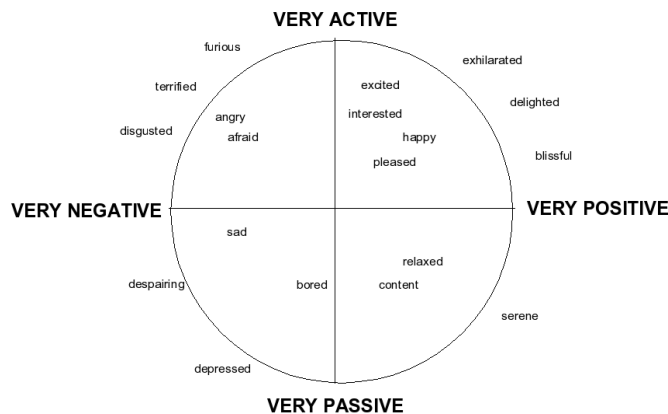 VERY ACTIVE
furious
exhilarated
terrified
excited
delighted
angry
interested
disgusted
afraid
happy
blissful
pleased
VERY NEGATIVE
VERY POSITIVE
sad
relaxed
despairing
bored
content
serene
depressed
VERY PASSIVE